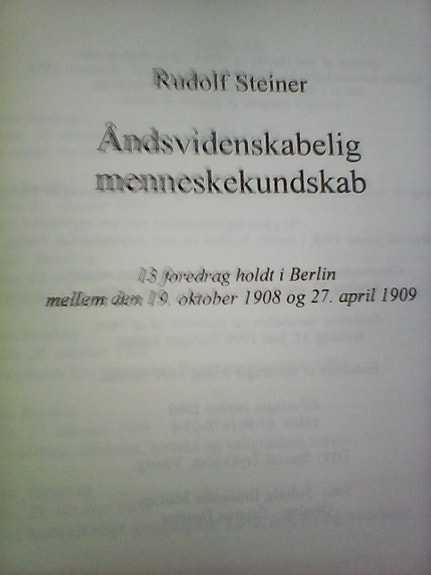 Rudolf Steiner
Åndsvidenskabelig
menneskekundskab
13 foredrag holdt i Berlin
mellem den 19. oktober 1908 og 27. april 1909